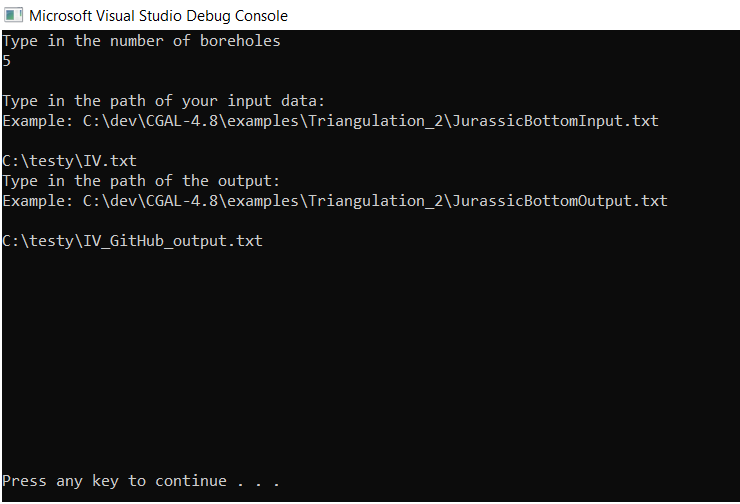 Microsoft Visual Studio Debug Console
Type in the number of boreholes
5
Type in the path of your input data:
Example: C:\dev\CGAL-4.8\examples\Triangulation_2\JurassicBottomInput.txt
C:\testy\IV.txt
Type in the path of the output:
Example: C:\dev\CGAL-4.8\examples\Triangulation_2\JurassicBottomOutput.txt
C:\testy\IV_GitHub_output.txt
Press any key to continue . . .